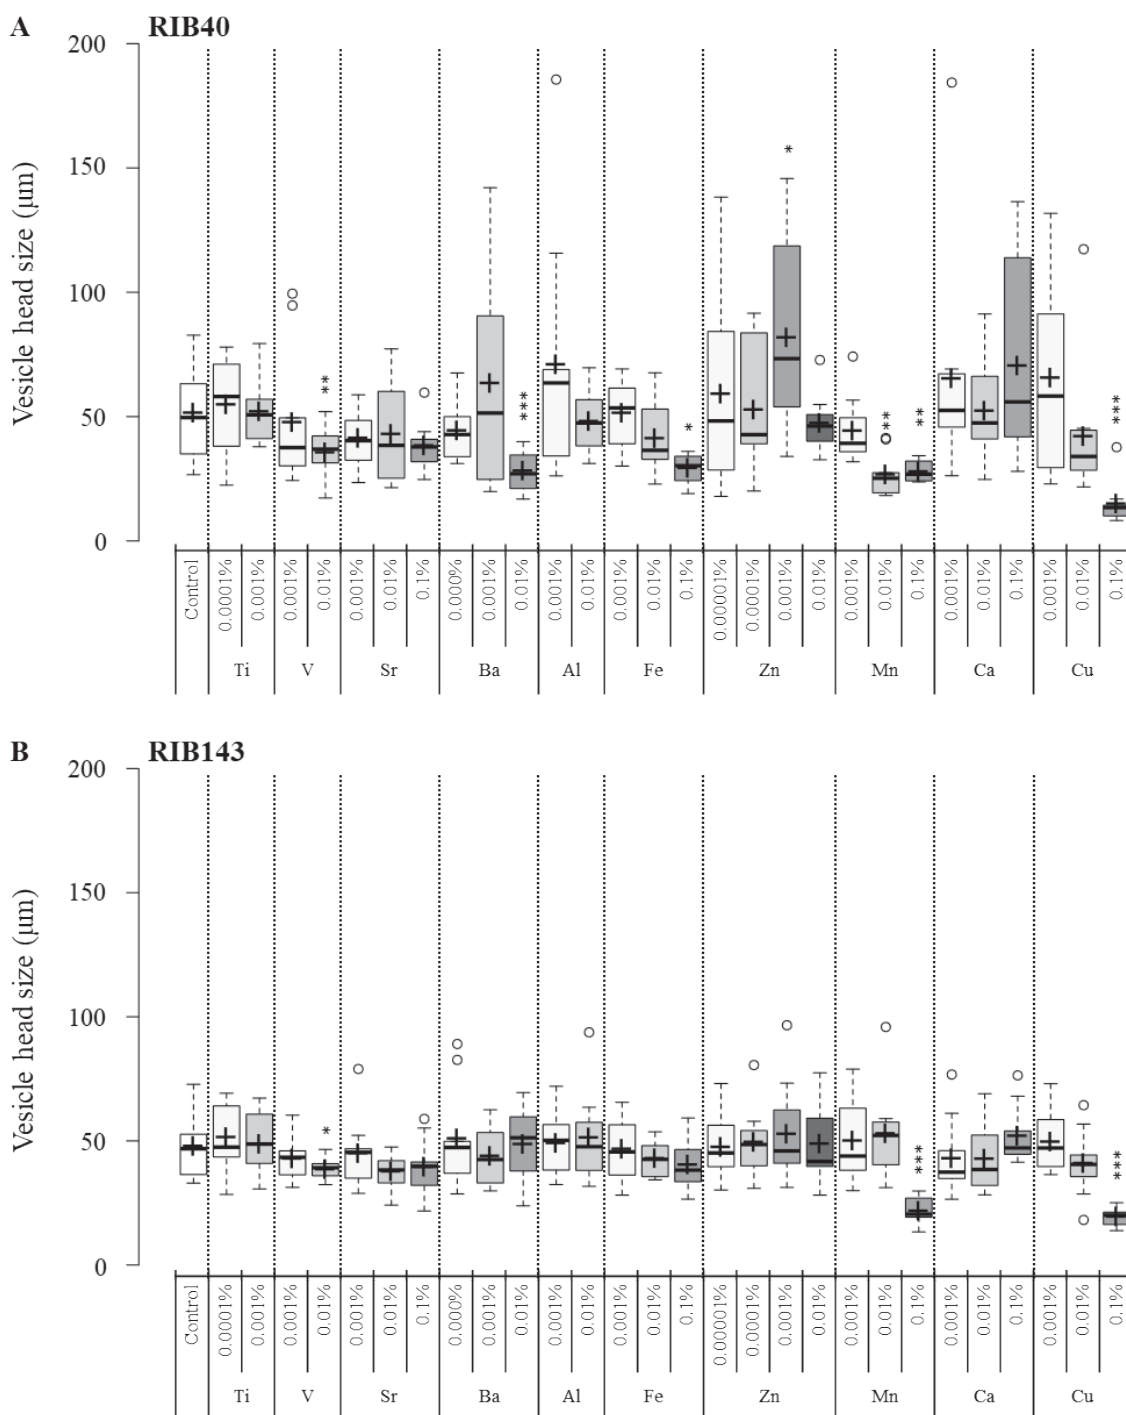 A RIB40
Vesicle head size (μm)
200
150
100
50
0
** *** * * ** ** ***
Control 0.0001% 0.001% 0.001% 0.01% 0.001% 0.01% 0.1% 0.000% 0.001% 0.01% 0.001% 0.01% 0.001% 0.01% 0.1% 0.00001% 0.0001% 0.001% 0.01% 0.001% 0.01% 0.1% 0.001% 0.01% 0.1% 0.001% 0.01% 0.1%
Ti V Sr Ba Al Fe Zn Mn Ca Cu
B RIB143
Vesicle head size (μm)
200
150
100
50
0
* *** ***
Control 0.0001% 0.001% 0.001% 0.01% 0.001% 0.01% 0.1% 0.000% 0.001% 0.01% 0.001% 0.01% 0.001% 0.01% 0.1% 0.00001% 0.0001% 0.001% 0.01% 0.001% 0.01% 0.1% 0.001% 0.01% 0.1% 0.001% 0.01% 0.1%
Ti V Sr Ba Al Fe Zn Mn Ca Cu